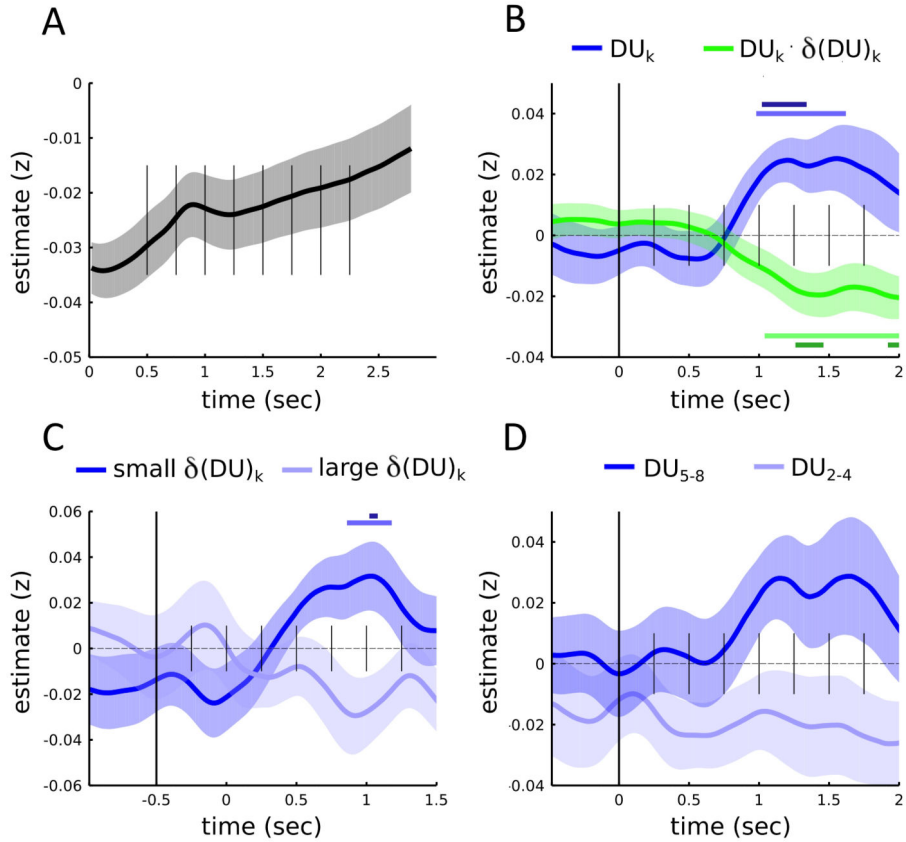 A
0
-0.01
-0.02
-0.03
-0.04
-0.05
estimate (z)
0 0.5 1 1.5 2 2.5
time (sec)
B
DUₖ DUₖ · δ(DU)ₖ
0.04
0.02
0
-0.02
-0.04
estimate (z)
0 0.5 1 1.5 2
time (sec)
C
small δ(DU)ₖ large δ(DU)ₖ
0.06
0.04
0.02
0
-0.02
-0.04
-0.06
estimate (z)
-0.5 0 0.5 1 1.5
time (sec)
D
DU₅₋₈ DU₂₋₄
0.04
0.02
0
-0.02
-0.04
estimate (z)
0 0.5 1 1.5 2
time (sec)